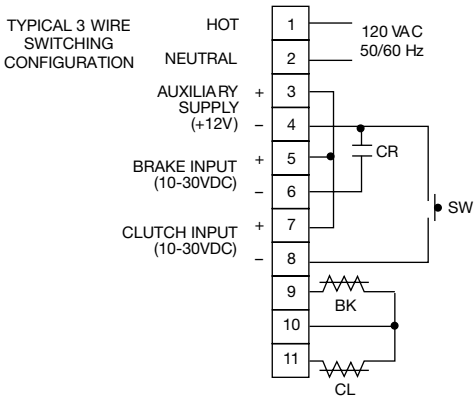 TYPICAL 3 WIRE
SWITCHING
CONFIGURATION
HOT 1
120 VAC
50/60 Hz
NEUTRAL 2
AUXILIARY
SUPPLY
(+12V)
+ 3
– 4
CR
BRAKE INPUT
(10-30VDC)
+ 5
– 6
SW
CLUTCH INPUT
(10-30VDC)
+ 7
– 8
9
BK
10
11
CL